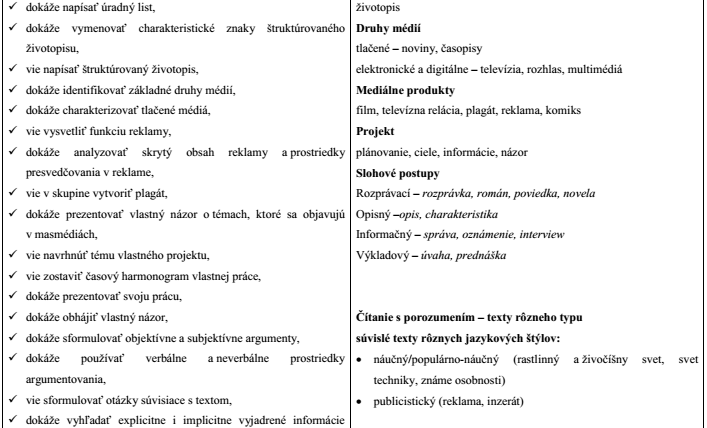 ✓ dokáže napísať úradný list,
✓ dokáže vymenovať charakteristické znaky štruktúrovaného
životopisu,
✓ vie napísať štruktúrovaný životopis,
✓ dokáže identifikovať základné druhy médií,
✓ dokáže charakterizovať tlačené médiá,
✓ vie vysvetliť funkciu reklamy,
✓ dokáže analyzovať skrytý obsah reklamy a prostriedky
presvedčovania v reklame,
✓ vie v skupine vytvoriť plagát,
✓ dokáže prezentovať vlastný názor o témach, ktoré sa objavujú
v masmédiách,
✓ vie navrhnúť tému vlastného projektu,
✓ vie zostaviť časový harmonogram vlastnej práce,
✓ dokáže prezentovať svoju prácu,
✓ dokáže obhájiť vlastný názor,
✓ dokáže sformulovať objektívne a subjektívne argumenty,
✓ dokáže používať verbálne a neverbálne prostriedky
argumentovania,
✓ vie sformulovať otázky súvisiace s textom,
✓ dokáže vyhľadať explicitne i implicitne vyjadrené informácie
životopis
Druhy médií
tlačené – noviny, časopisy
elektronické a digitálne – televízia, rozhlas, multimédiá
Mediálne produkty
film, televízna relácia, plagát, reklama, komiks
Projekt
plánovanie, ciele, informácie, názor
Slohové postupy
Rozprávací – rozprávka, román, poviedka, novela
Opisný –opis, charakteristika
Informačný – správa, oznámenie, interview
Výkladový – úvaha, prednáška
Čítanie s porozumením – texty rôzneho typu
súvislé texty rôznych jazykových štýlov:
• náučný/populárno-náučný (rastlinný a živočíšny svet, svet
techniky, známe osobnosti)
• publicistický (reklama, inzerát)